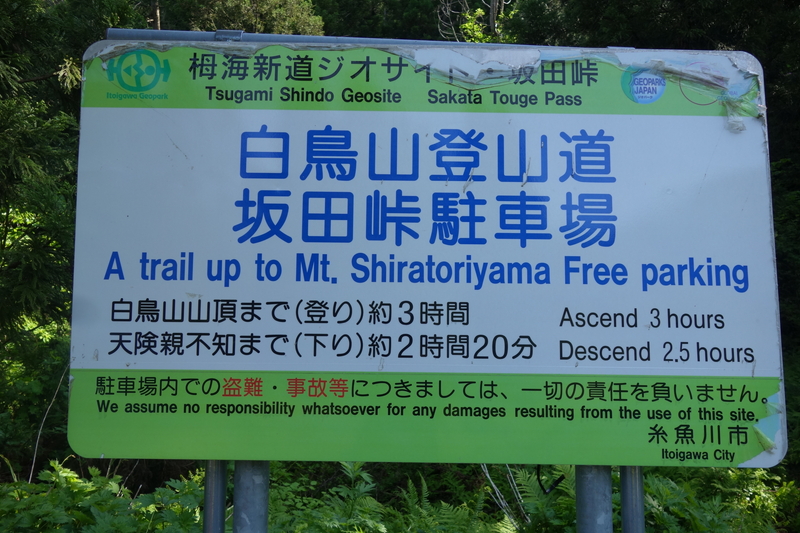 栂海新道ジオサイト・坂田峠
Tsugami Shindo Geosite Sakata Touge Pass
Itoigawa Geopark
GEOPARK
JAPAN
白鳥山登山道
坂田峠駐車場
A trail up to Mt. Shiratoriyama Free parking
白鳥山山頂まで(登り)約3時間 Ascend 3 hours
天険親不知まで(下り)約2時間20分 Descend 2.5 hours
駐車場内での盗難・事故等につきましては、一切の責任を負いません。
We assume no responsibility whatsoever for any damages resulting from the use of this site.
糸魚川市
Itoigawa City